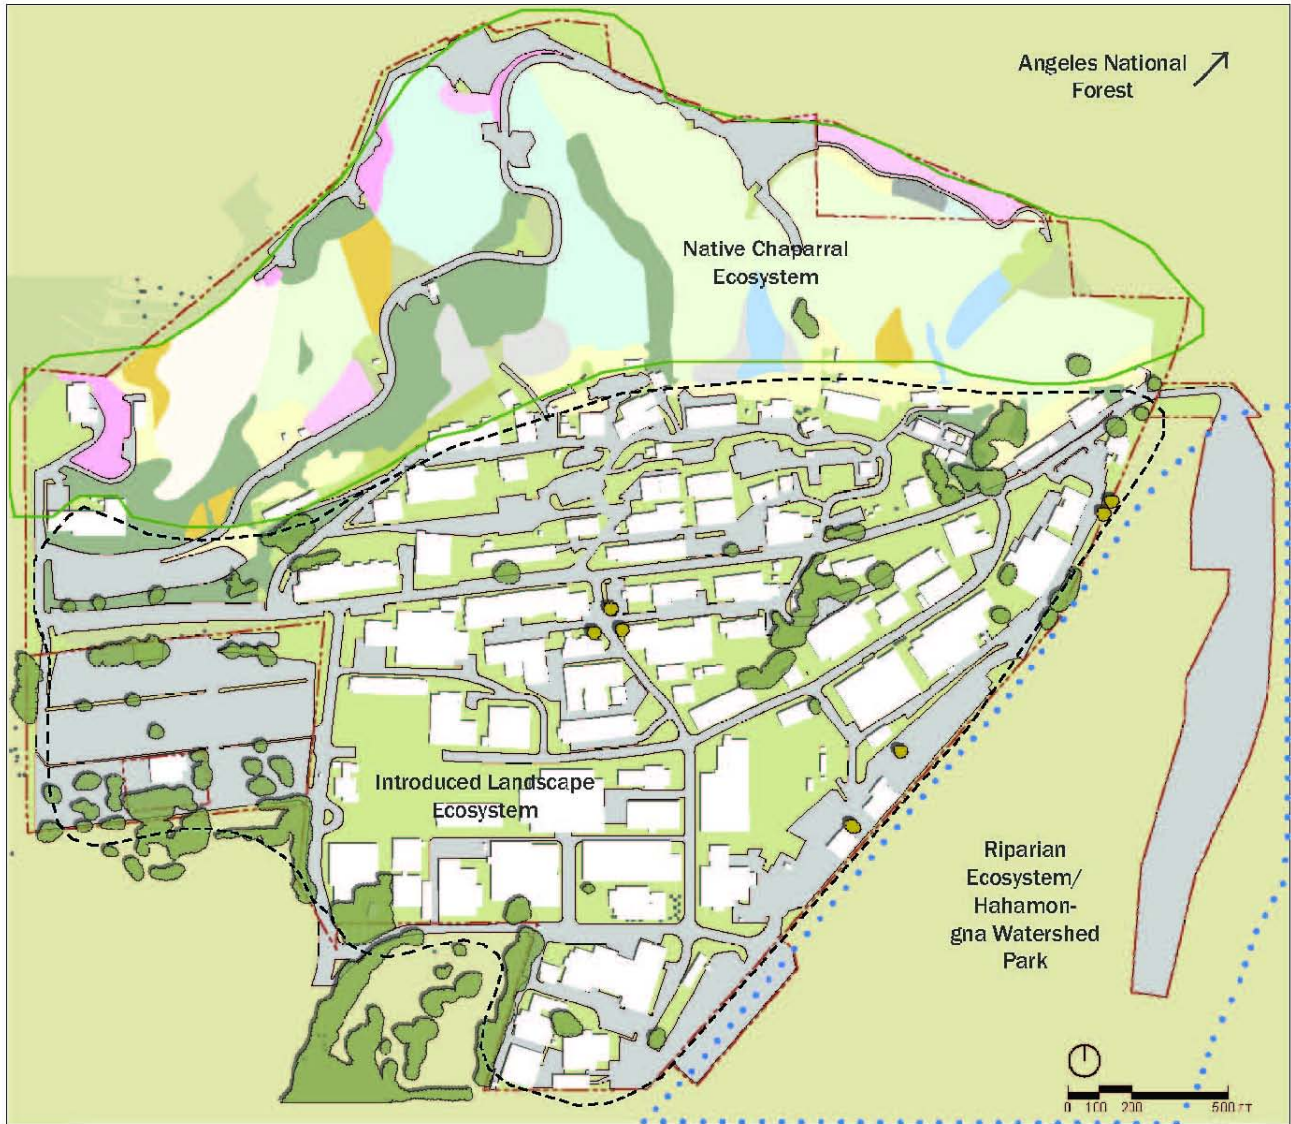 Angeles National
Forest
Native Chaparral
Ecosystem
Introduced Landscape
Ecosystem
Riparian
Ecosystem/
Hahamon-
gna Watershed
Park
0 100 200 500 FT